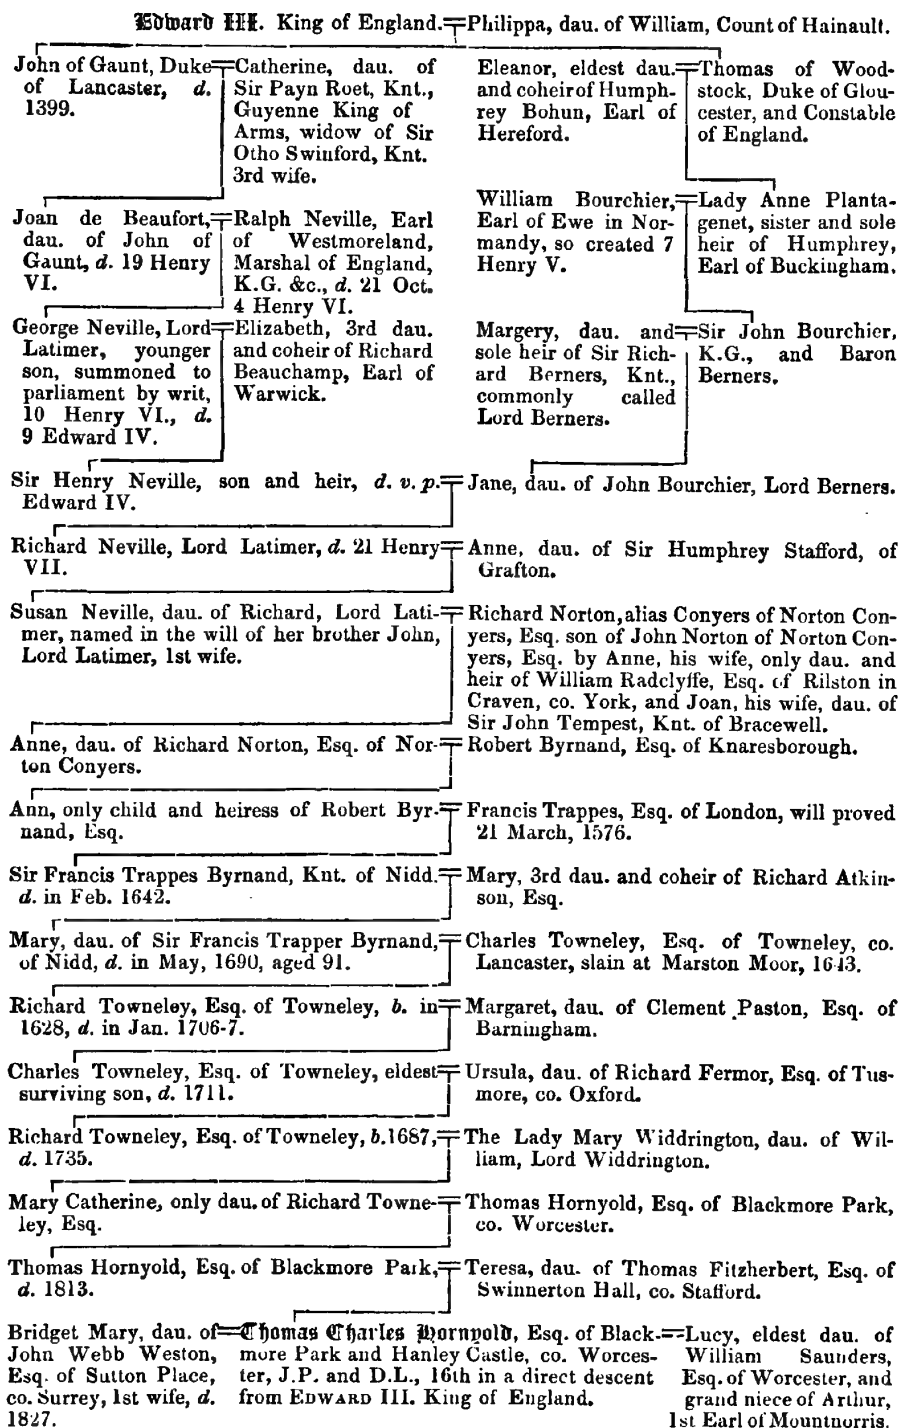 Edward III. King of England. Philippa, dau. of William, Count of Hainault.
John of Gaunt, Duke
of Lancaster, d.
1399.
Catherine, dau. of
Sir Payn Roet, Knt.,
Guyenne King of
Arms, widow of Sir
Otho Swinford, Knt.
3rd wife.
Eleanor, eldest dau.
and coheir of Humph-
rey Bohun, Earl of
Hereford.
Thomas of Wood-
stock, Duke of Glou-
cester, and Constable
of England.
Joan de Beaufort,
dau. of John of
Gaunt, d. 19 Henry
VI.
Ralph Neville, Earl
of Westmoreland,
Marshal of England,
K.G. &c., d. 21 Oct.
4 Henry VI.
William Bourchier,
Earl of Ewe in Nor-
mandy, so created 7
Henry V.
Lady Anne Planta-
genet, sister and sole
heir of Humphrey,
Earl of Buckingham.
George Neville, Lord
Latimer, younger
son, summoned to
parliament by writ,
10 Henry VI., d.
9 Edward IV.
Elizabeth, 3rd dau.
and coheir of Richard
Beauchamp, Earl of
Warwick.
Margery, dau. and
sole heir of Sir Rich-
ard Berners, Knt.,
commonly called
Lord Berners.
Sir John Bourchier,
K.G., and Baron
Berners.
Sir Henry Neville, son and heir, d. v. p.
Edward IV.
Jane, dau. of John Bourchier, Lord Berners.
Richard Neville, Lord Latimer, d. 21 Henry
VII.
Anne, dau. of Sir Humphrey Stafford, of
Grafton.
Susan Neville, dau. of Richard, Lord Lati-
mer, named in the will of her brother John,
Lord Latimer, 1st wife.
Richard Norton, alias Conyers of Norton Con-
yers, Esq. son of John Norton of Norton Con-
yers, Esq. by Anne, his wife, only dau. and
heir of William Radclyffe, Esq. of Rilston in
Craven, co. York, and Joan, his wife, dau. of
Sir John Tempest, Knt. of Bracewell.
Anne, dau. of Richard Norton, Esq. of Nor-
ton Conyers.
Robert Byrnand, Esq. of Knaresborough.
Ann, only child and heiress of Robert Byr-
nand, Esq.
Francis Trappes, Esq. of London, will proved
21 March, 1576.
Sir Francis Trappes Byrnand, Knt. of Nidd.
d. in Feb. 1642.
Mary, 3rd dau. and coheir of Richard Atkin-
son, Esq.
Mary, dau. of Sir Francis Trapper Byrnand,
of Nidd, d. in May, 1690, aged 91.
Charles Towneley, Esq. of Towneley, co.
Lancaster, slain at Marston Moor, 1643.
Richard Towneley, Esq. of Towneley, b. in
1628, d. in Jan. 1706-7.
Margaret, dau. of Clement Paston, Esq. of
Barningham.
Charles Towneley, Esq. of Towneley, eldest
surviving son, d. 1711.
Ursula, dau. of Richard Fermor, Esq. of Tus-
more, co. Oxford.
Richard Towneley, Esq. of Towneley, b. 1687,
d. 1735.
The Lady Mary Widdrington, dau. of Wil-
liam, Lord Widdrington.
Mary Catherine, only dau. of Richard Towne-
ley, Esq.
Thomas Hornyold, Esq. of Blackmore Park,
co. Worcester.
Thomas Hornyold, Esq. of Blackmore Park,
d. 1813.
Teresa, dau. of Thomas Fitzherbert, Esq. of
Swinnerton Hall, co. Stafford.
Bridget Mary, dau. of
John Webb Weston,
Esq. of Sutton Place,
co. Surrey, 1st wife, d.
1827.
Thomas Charles Hornyold, Esq. of Black-
more Park and Hanley Castle, co. Worces-
ter, J.P. and D.L., 16th in a direct descent
from EDWARD III. King of England.
Lucy, eldest dau. of
William Saunders,
Esq. of Worcester, and
grand niece of Arthur,
1st Earl of Mountnorris.